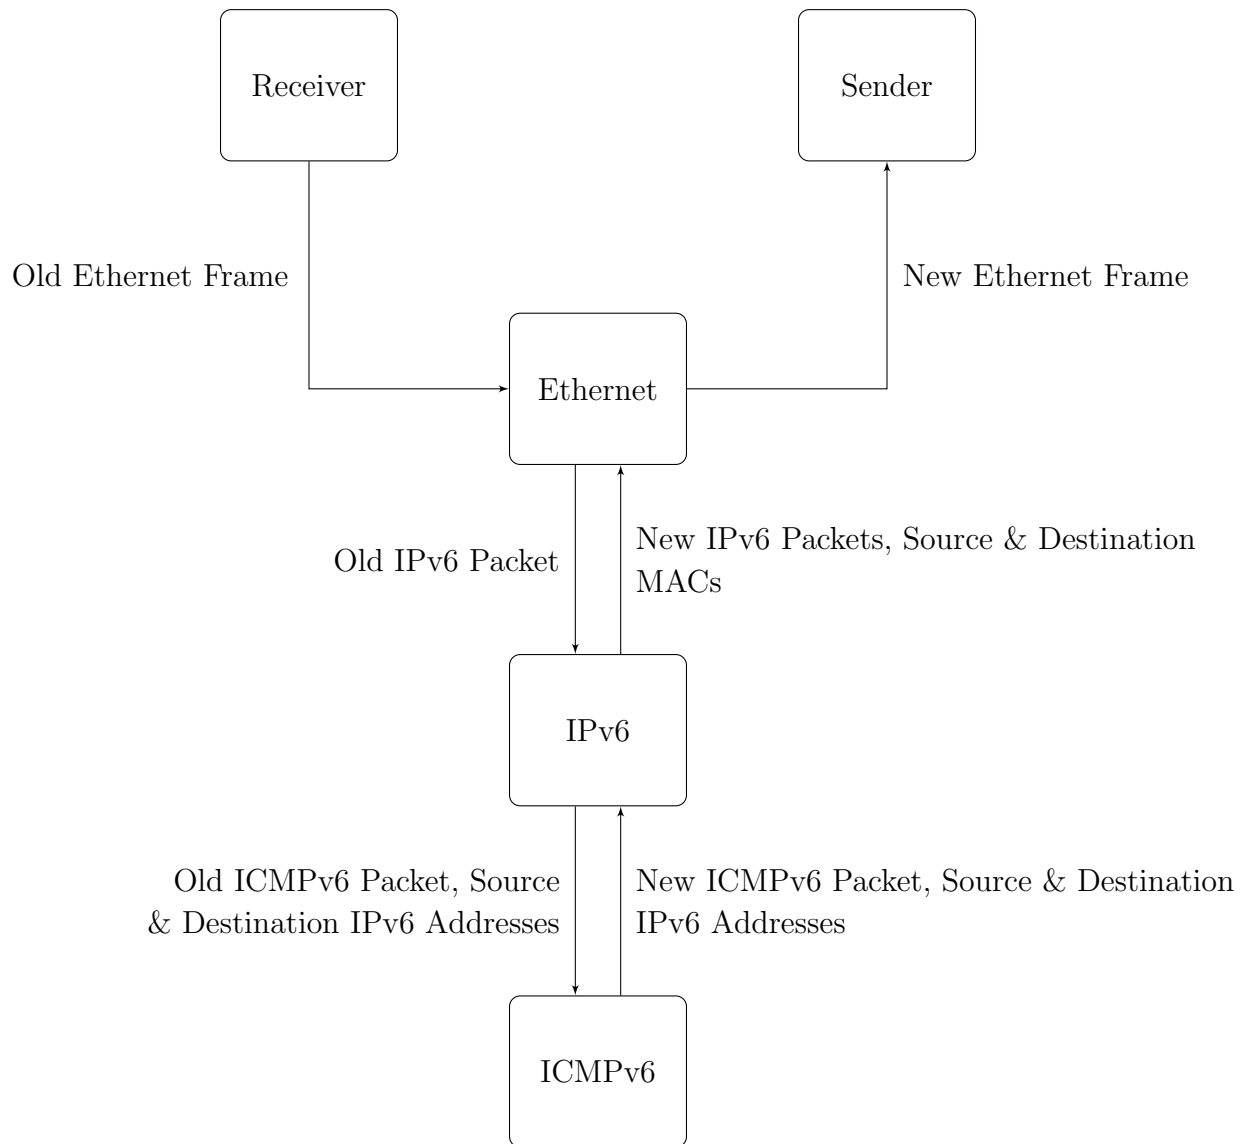 Receiver
Sender
Old Ethernet Frame
New Ethernet Frame
Ethernet
Old IPv6 Packet
New IPv6 Packets, Source & Destination
MACs
IPv6
Old ICMPv6 Packet, Source
& Destination IPv6 Addresses
New ICMPv6 Packet, Source & Destination
IPv6 Addresses
ICMPv6